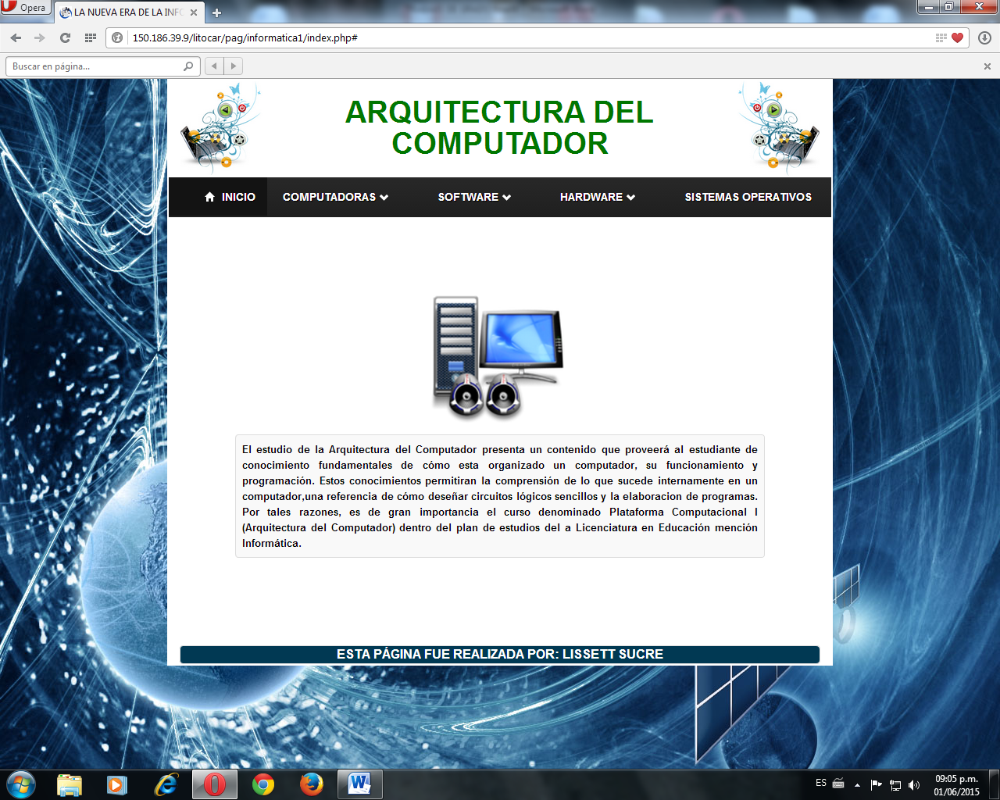 Opera
LA NUEVA ERA DE LA INFO
150.186.39.9/litocar/pag/informatica1/index.php#
Buscar en página...
ARQUITECTURA DEL
COMPUTADOR
INICIO COMPUTADORAS SOFTWARE HARDWARE SISTEMAS OPERATIVOS
El estudio de la Arquitectura del Computador presenta un contenido que proveerá al estudiante de
conocimiento fundamentales de cómo esta organizado un computador, su funcionamiento y
programación. Estos conocimientos permitiran la comprensión de lo que sucede internamente en un
computador,una referencia de cómo deseñar circuitos lógicos sencillos y la elaboracion de programas.
Por tales razones, es de gran importancia el curso denominado Plataforma Computacional I
(Arquitectura del Computador) dentro del plan de estudios del a Licenciatura en Educación mención
Informática.
ESTA PÁGINA FUE REALIZADA POR: LISSETT SUCRE
ES
09:05 p.m.
01/06/2015